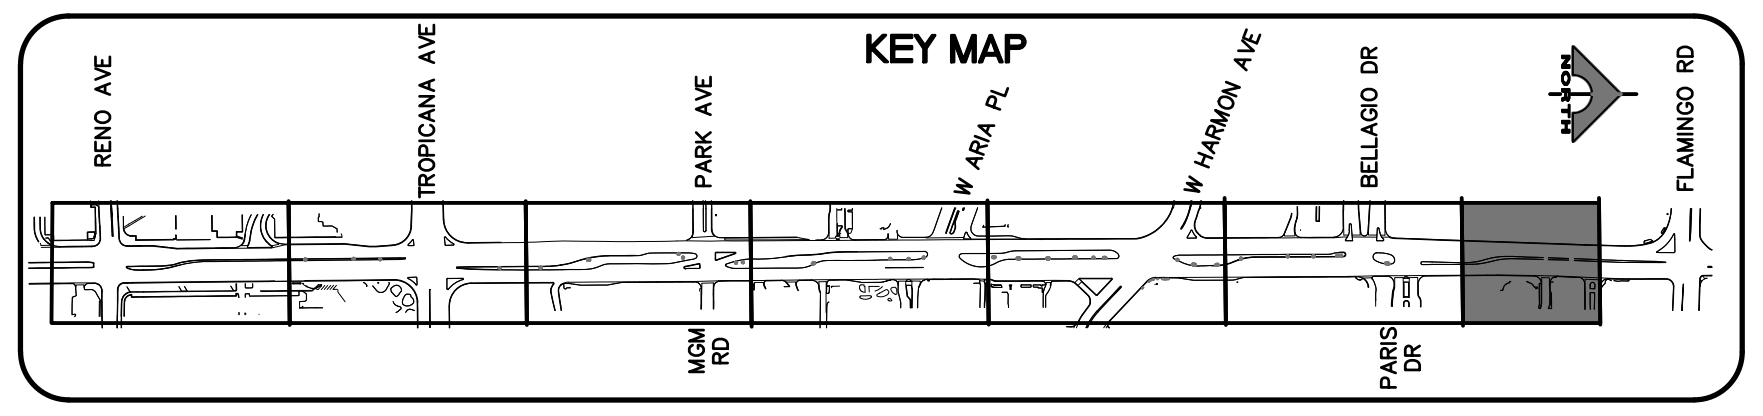 KEY MAP
RENO AVE
TROPICANA AVE
PARK AVE
W ARIA PL
W HARMON AVE
BELLAGIO DR
NORTH
FLAMINGO RD
MGM
RD
PARIS
DR